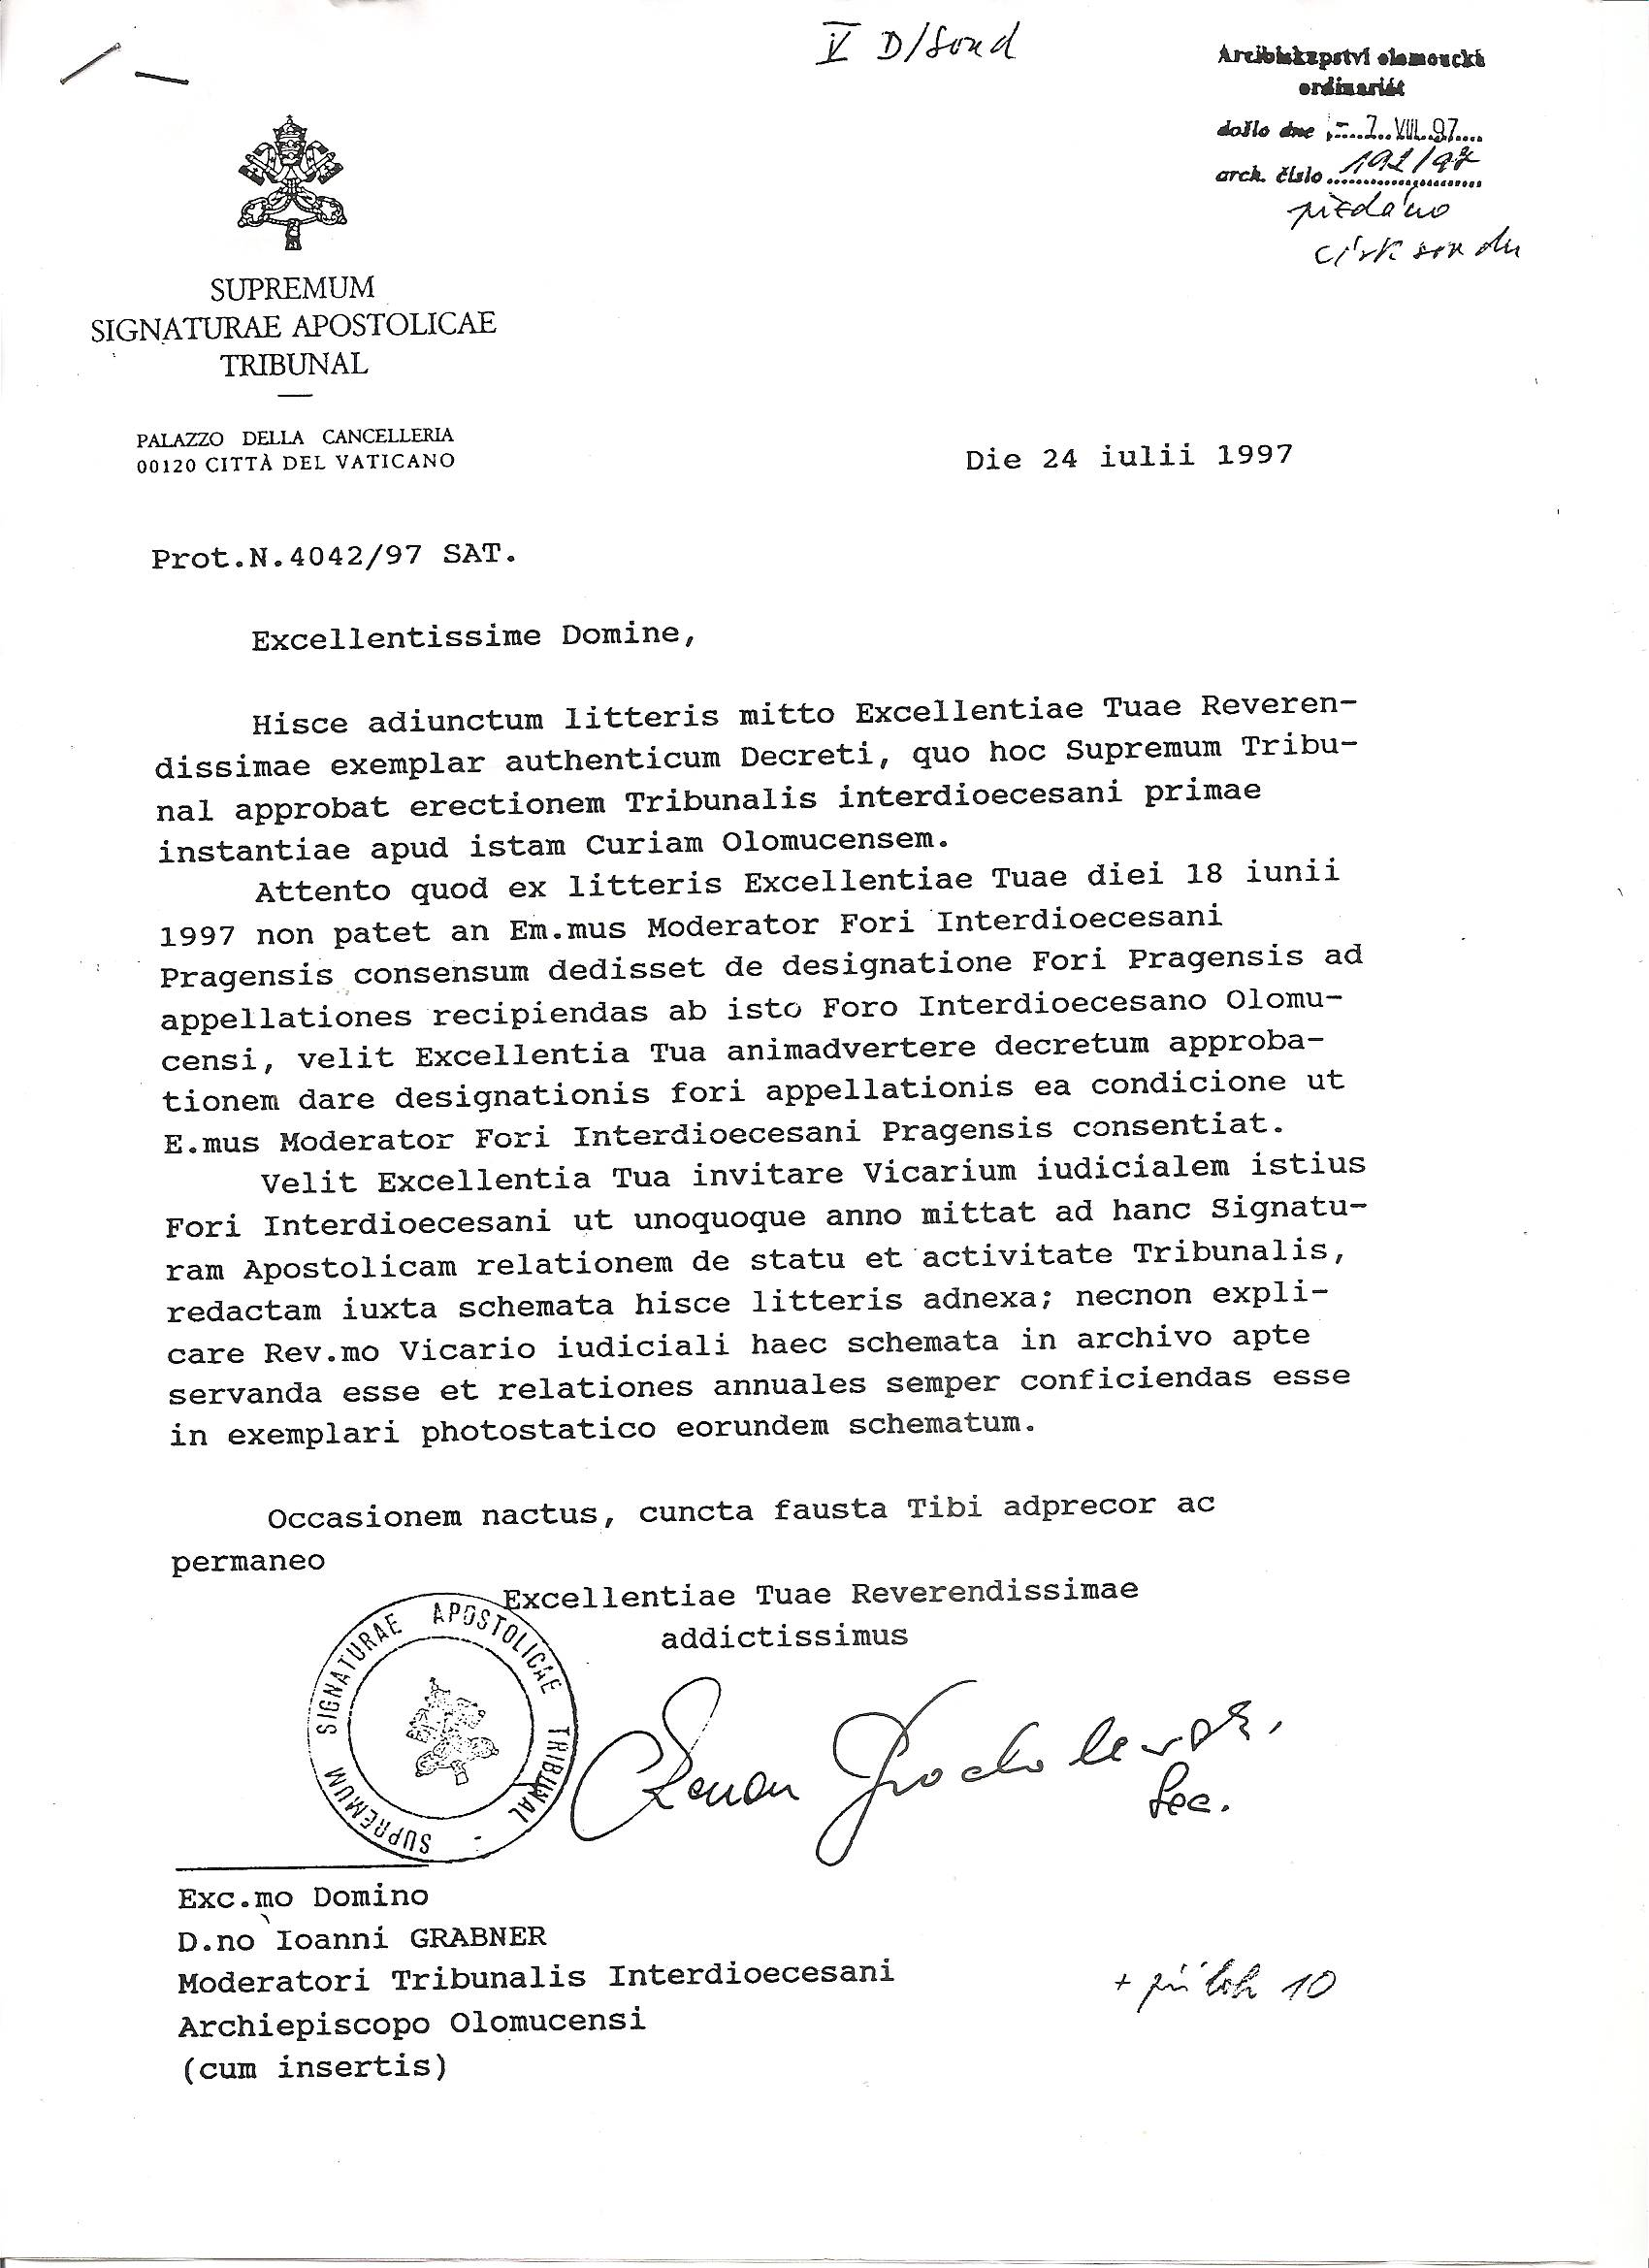 V D/soud
Arcibiskupství olomoucké
ordinariát
došlo dne - 7. VIII. 97
arch. číslo 192/97
předáno
círk soudu
SUPREMUM
SIGNATURAE APOSTOLICAE
TRIBUNAL
PALAZZO DELLA CANCELLERIA
00120 CITTÀ DEL VATICANO
Die 24 iulii 1997
Prot.N.4042/97 SAT.
Excellentissime Domine,
Hisce adiunctum litteris mitto Excellentiae Tuae Reveren-
dissimae exemplar authenticum Decreti, quo hoc Supremum Tribu-
nal approbat erectionem Tribunalis interdioecesani primae
instantiae apud istam Curiam Olomucensem.
Attento quod ex litteris Excellentiae Tuae diei 18 iunii
1997 non patet an Em.mus Moderator Fori Interdioecesani
Pragensis consensum dedisset de designatione Fori Pragensis ad
appellationes recipiendas ab isto Foro Interdioecesano Olomu-
censi, velit Excellentia Tua animadvertere decretum approba-
tionem dare designationis fori appellationis ea condicione ut
E.mus Moderator Fori Interdioecesani Pragensis consentiat.
Velit Excellentia Tua invitare Vicarium iudicialem istius
Fori Interdioecesani ut unoquoque anno mittat ad hanc Signatu-
ram Apostolicam relationem de statu et activitate Tribunalis,
redactam iuxta schemata hisce litteris adnexa; necnon expli-
care Rev.mo Vicario iudiciali haec schemata in archivo apte
servanda esse et relationes annuales semper conficiendas esse
in exemplari photostatico eorundem schematum.
Occasionem nactus, cuncta fausta Tibi adprecor ac
permaneo
Excellentiae Tuae Reverendissimae
addictissimus
SUPREMUM SIGNATURAE APOSTOLICAE TRIBUNAL -
Zenon Grocholewski,
Sec.
Exc.mo Domino
D.no Ioanni GRABNER
Moderatori Tribunalis Interdioecesani
Archiepiscopo Olomucensi
(cum insertis)
+ příloh 10